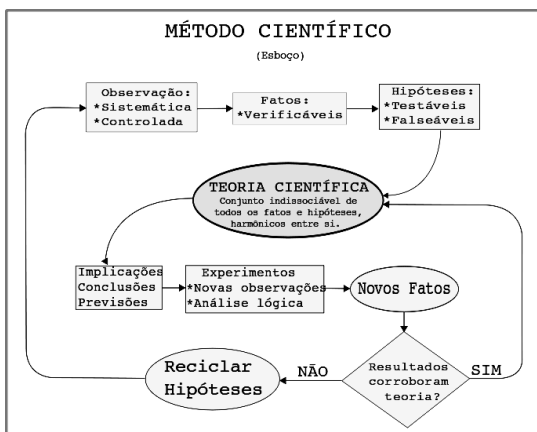 MÉTODO CIENTÍFICO
(Esboço)
Observação:
*Sistemática
*Controlada
Fatos:
*Verificáveis
Hipóteses:
*Testáveis
*Falseáveis
TEORIA CIENTÍFICA
Conjunto indissociável de
todos os fatos e hipóteses,
harmônicos entre si.
Implicações
Conclusões
Previsões
Experimentos
*Novas observações
*Análise lógica
Novos Fatos
Resultados
corroboram
teoria?
SIM
NÃO
Reciclar
Hipóteses